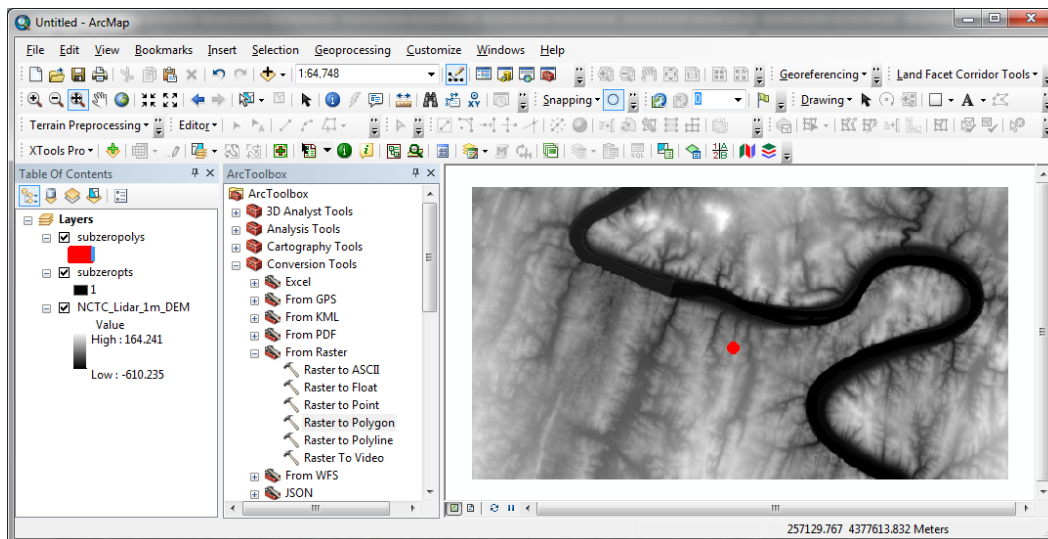 Untitled - ArcMap
File Edit View Bookmarks Insert Selection Geoprocessing Customize Windows Help
1:64,748 Georeferencing Land Facet Corridor Tools
Snapping 0 Drawing A
Terrain Preprocessing Editor
XTools Pro SQL
Table Of Contents
ArcToolbox
Layers
subzeropolys
subzeropts
1
NCTC_Lidar_1m_DEM
Value
High : 164.241
Low : -610.235
ArcToolbox
3D Analyst Tools
Analysis Tools
Cartography Tools
Conversion Tools
Excel
From GPS
From KML
From PDF
From Raster
Raster to ASCII
Raster to Float
Raster to Point
Raster to Polygon
Raster to Polyline
Raster To Video
From WFS
JSON
257129.767 4377613.832 Meters